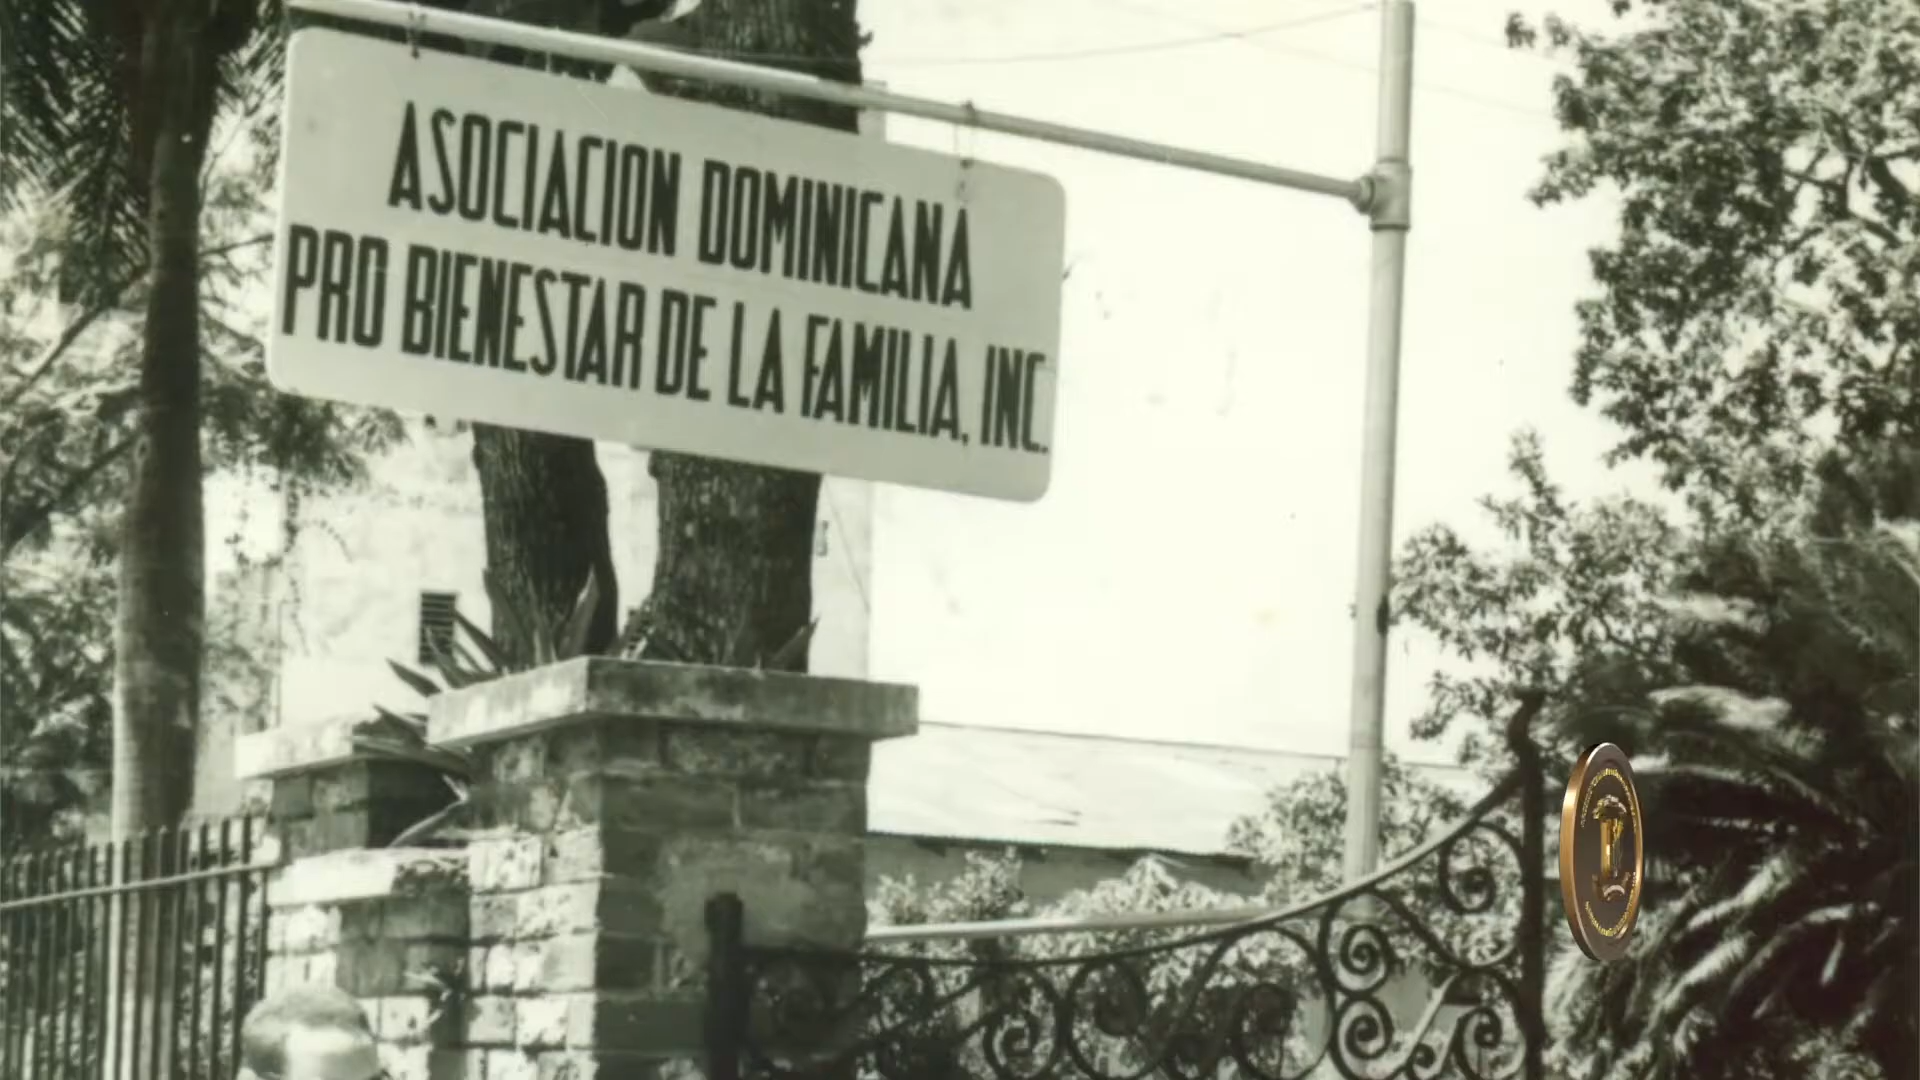 ASOCIACION DOMINICANA
PRO BIENESTAR DE LA FAMILIA, INC.